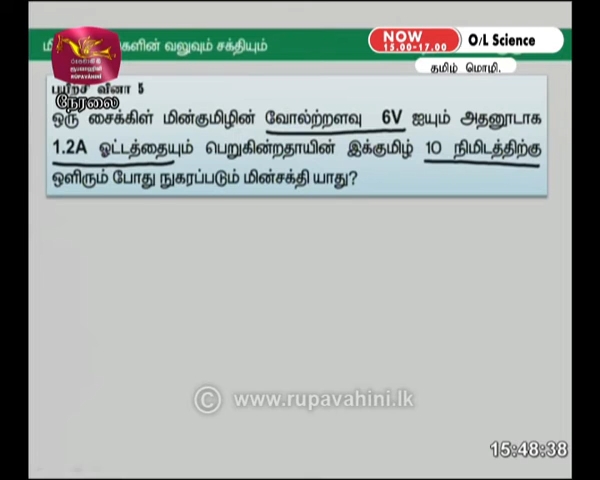 களின் வலுவும் சக்தியும்
NOW
15.00-17.00
O/L Science
தமிழ் மொழி.
RUPAVAHINI
பயிற்சி வினா 5
நேரலை
ஒரு சைக்கிள் மின்குமிழின் வோல்ற்றளவு 6V ஐயும் அதனூடாக
1.2A ஓட்டத்தையும் பெறுகின்றதாயின் இக்குமிழ் 10 நிமிடத்திற்கு
ஒளிரும் போது நுகரப்படும் மின்சக்தி யாது?
© www.rupavahini.lk
15:48:38